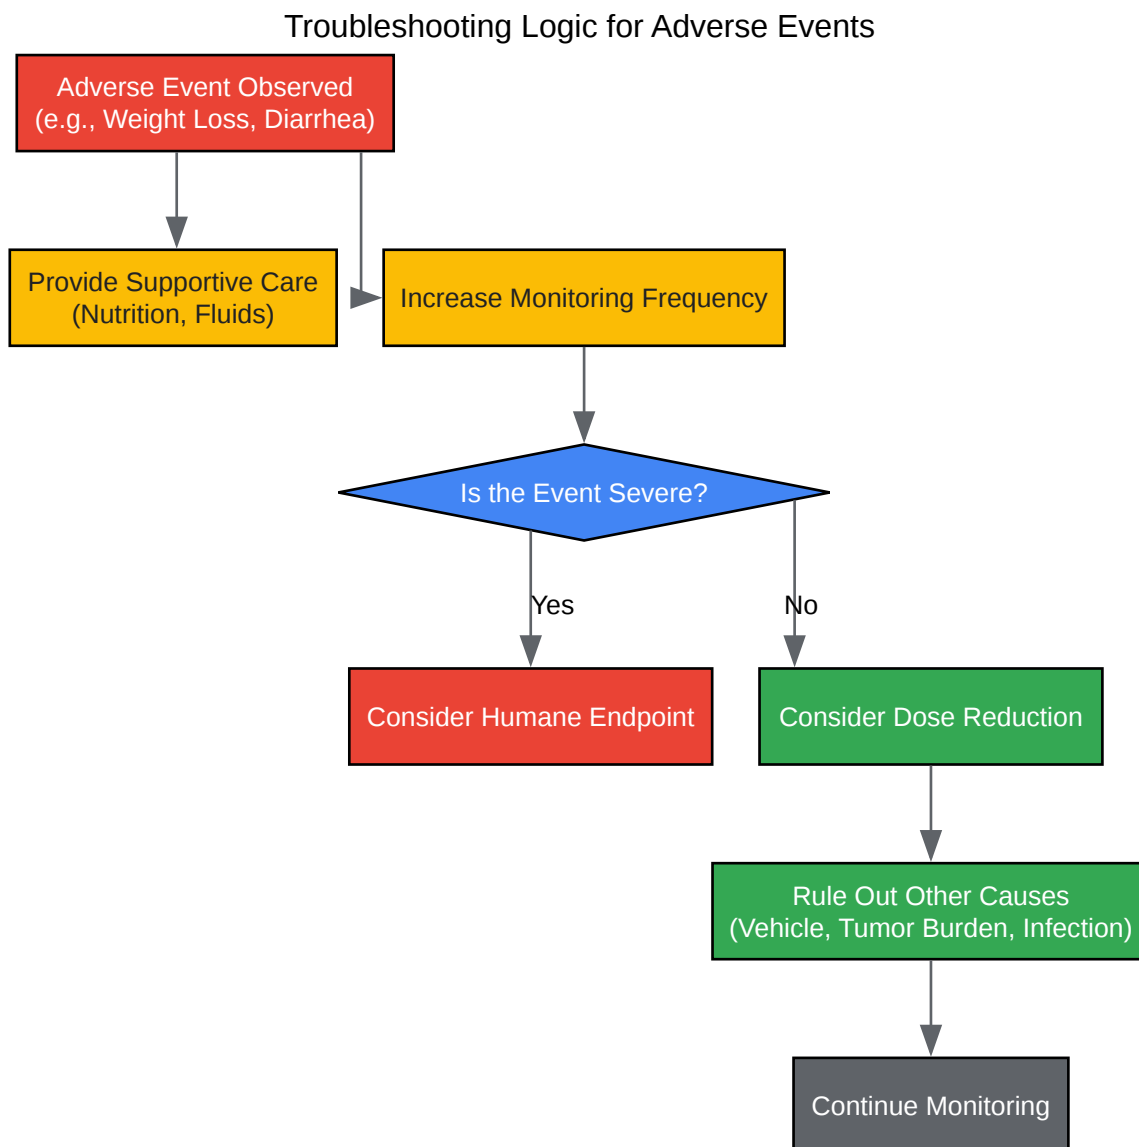 Troubleshooting Logic for Adverse Events
Adverse Event Observed
(e.g., Weight Loss, Diarrhea)
Provide Supportive Care
(Nutrition, Fluids)
Increase Monitoring Frequency
Is the Event Severe?
Yes
No
Consider Humane Endpoint
Consider Dose Reduction
Rule Out Other Causes
(Vehicle, Tumor Burden, Infection)
Continue Monitoring